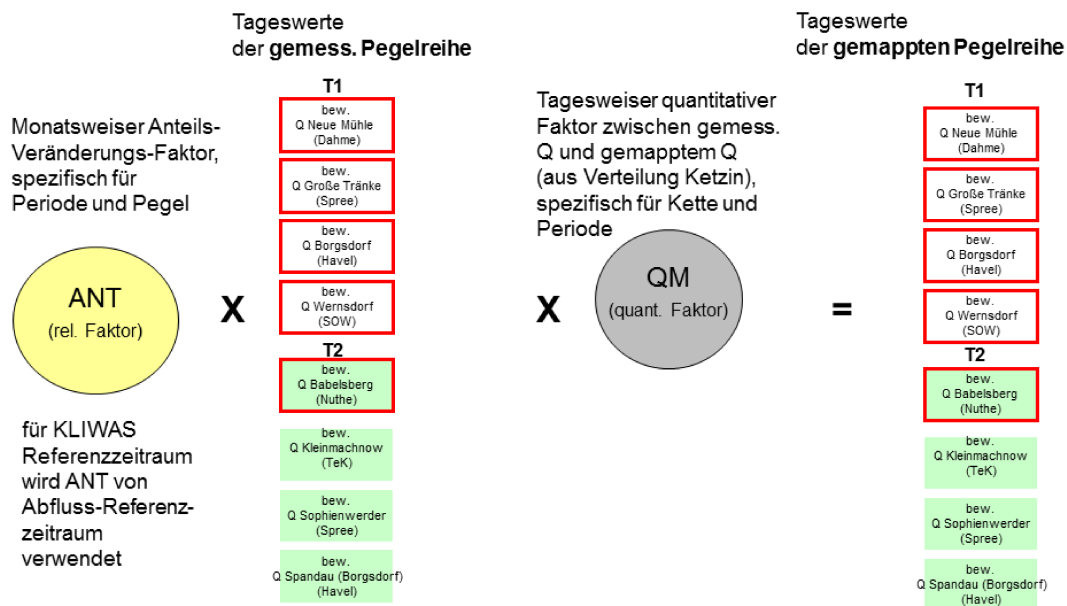 Tageswerte
der gemess. Pegelreihe
Tageswerte
der gemappten Pegelreihe
Monatsweiser Anteils-
Veränderungs-Faktor,
spezifisch für
Periode und Pegel
ANT
(rel. Faktor)
für KLIWAS
Referenzzeitraum
wird ANT von
Abfluss-Referenz-
zeitraum
verwendet
X
T1
bew.
Q Neue Mühle
(Dahme)
bew.
Q Große Tränke
(Spree)
bew.
Q Borgsdorf
(Havel)
bew.
Q Wernsdorf
(SOW)
T2
bew.
Q Babelsberg
(Nuthe)
bew.
Q Kleinmachnow
(TeK)
bew.
Q Sophienwerder
(Spree)
bew.
Q Spandau (Borgsdorf)
(Havel)
X
Tagesweiser quantitativer
Faktor zwischen gemess.
Q und gemapptem Q
(aus Verteilung Ketzin),
spezifisch für Kette und
Periode
QM
(quant. Faktor)
=
T1
bew.
Q Neue Mühle
(Dahme)
bew.
Q Große Tränke
(Spree)
bew.
Q Borgsdorf
(Havel)
bew.
Q Wernsdorf
(SOW)
T2
bew.
Q Babelsberg
(Nuthe)
bew.
Q Kleinmachnow
(TeK)
bew.
Q Sophienwerder
(Spree)
bew.
Q Spandau (Borgsdorf)
(Havel)